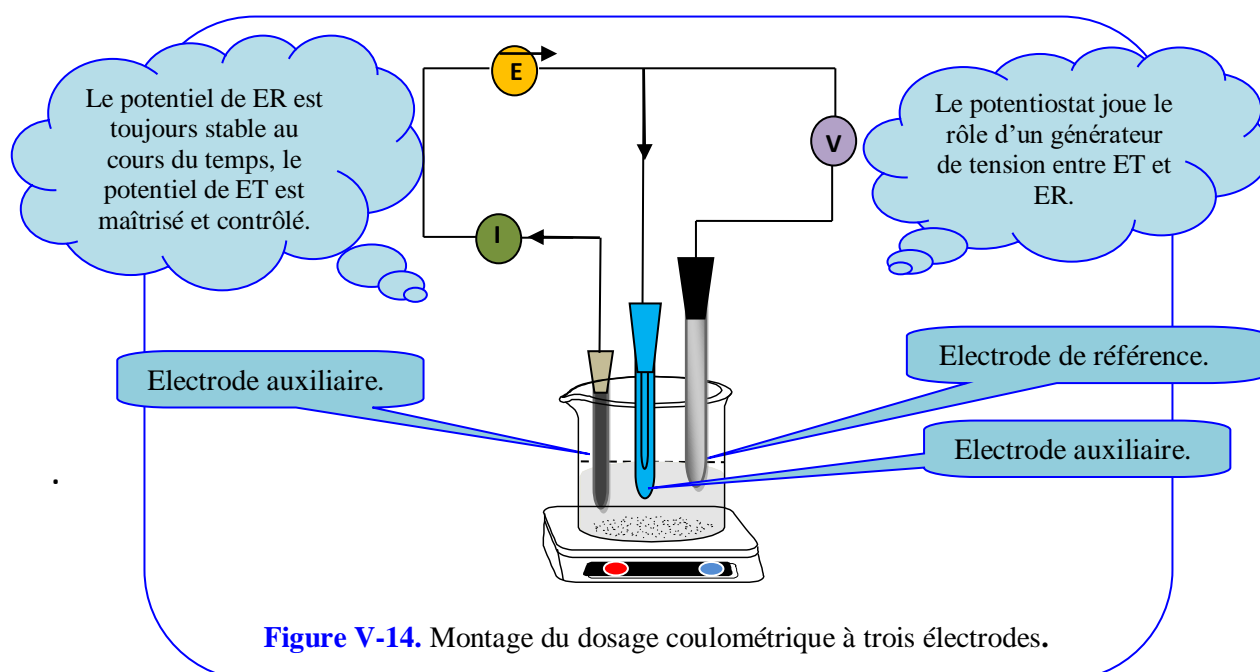 E
Le potentiel de ER est
toujours stable au
cours du temps, le
potentiel de ET est
maîtrisé et contrôlé.
Le potentiostat joue le
rôle d’un générateur
de tension entre ET et
ER.
V
I
Electrode auxiliaire.
Electrode de référence.
Electrode auxiliaire.
.
Figure V-14. Montage du dosage coulométrique à trois électrodes.